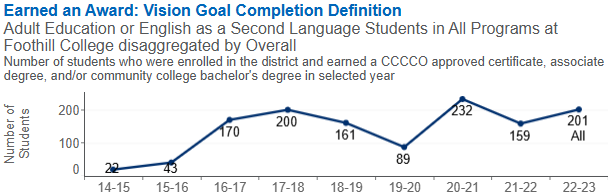 Earned an Award: Vision Goal Completion Definition
Adult Education or English as a Second Language Students in All Programs at
Foothill College disaggregated by Overall
Number of students who were enrolled in the district and earned a CCCCO approved certificate, associate
degree, and/or community college bachelor's degree in selected year
Number of
Students
200
100
0
22
43
170
200
161
89
232
159
201
All
14-15
15-16
16-17
17-18
18-19
19-20
20-21
21-22
22-23